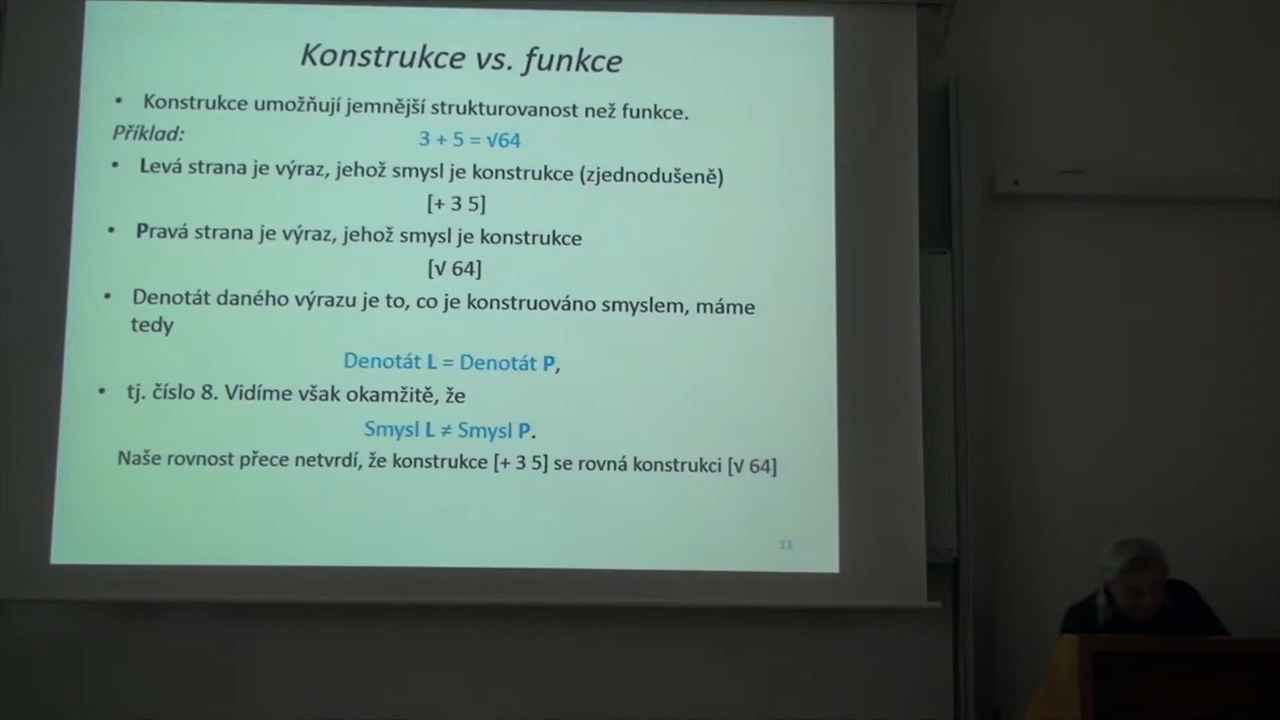 Konstrukce vs. funkce
• Konstrukce umožňují jemnější strukturovanost než funkce.
Příklad: 3 + 5 = √64
• Levá strana je výraz, jehož smysl je konstrukce (zjednodušeně)
[+ 3 5]
• Pravá strana je výraz, jehož smysl je konstrukce
[√ 64]
• Denotát daného výrazu je to, co je konstruováno smyslem, máme
tedy
Denotát L = Denotát P,
• tj. číslo 8. Vidíme však okamžitě, že
Smysl L ≠ Smysl P.
Naše rovnost přece netvrdí, že konstrukce [+ 3 5] se rovná konstrukci [√ 64]
13